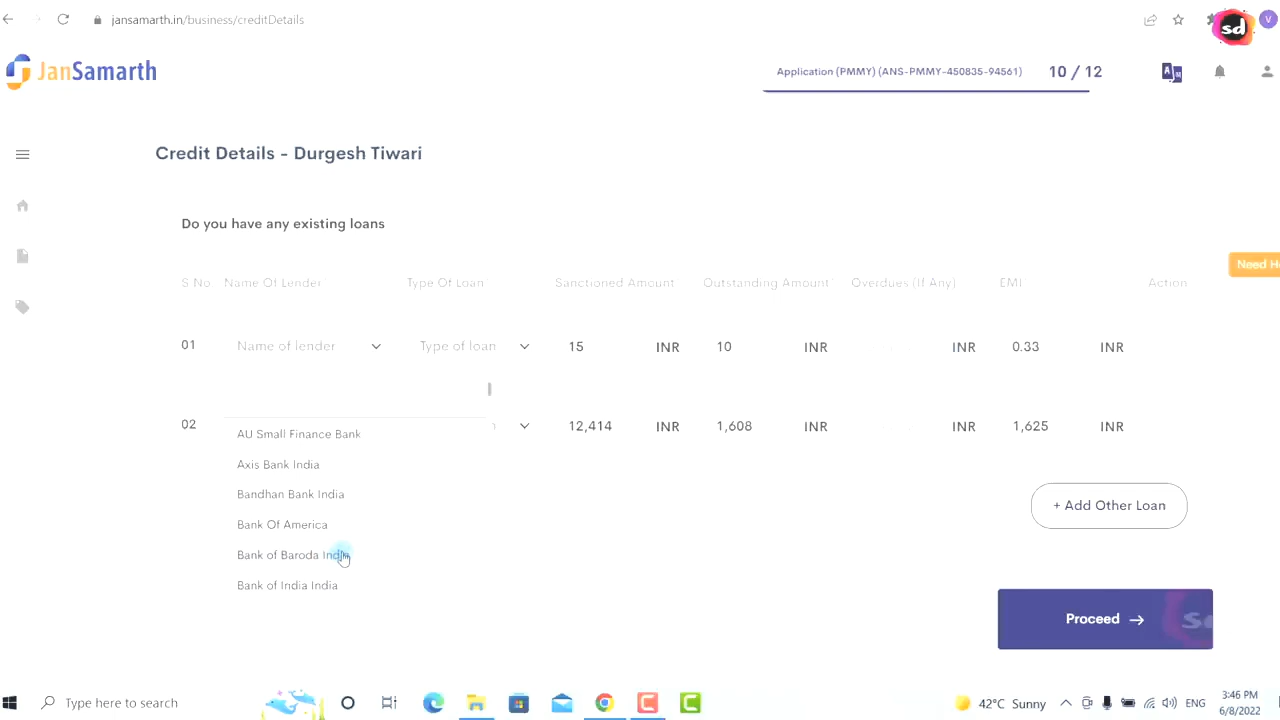 jansamarth.in/business/creditDetails
V
sd
JanSamarth
Application (PMMY) (ANS-PMMY-450835-94561) 10 / 12
Credit Details - Durgesh Tiwari
Do you have any existing loans
Need H
S No Name Of Lender* Type Of Loan* Sanctioned Amount Outstanding Amount* Overdues (If Any) EMI Action
01 Name of lender Type of loan 15 INR 10 INR INR 0.33 INR
02 12,414 INR 1,608 INR INR 1,625 INR
AU Small Finance Bank
Axis Bank India
Bandhan Bank India
Bank Of America
Bank of Baroda India
Bank of India India
+ Add Other Loan
Proceed →
Type here to search
42°C Sunny
ENG
3:46 PM
6/8/2022